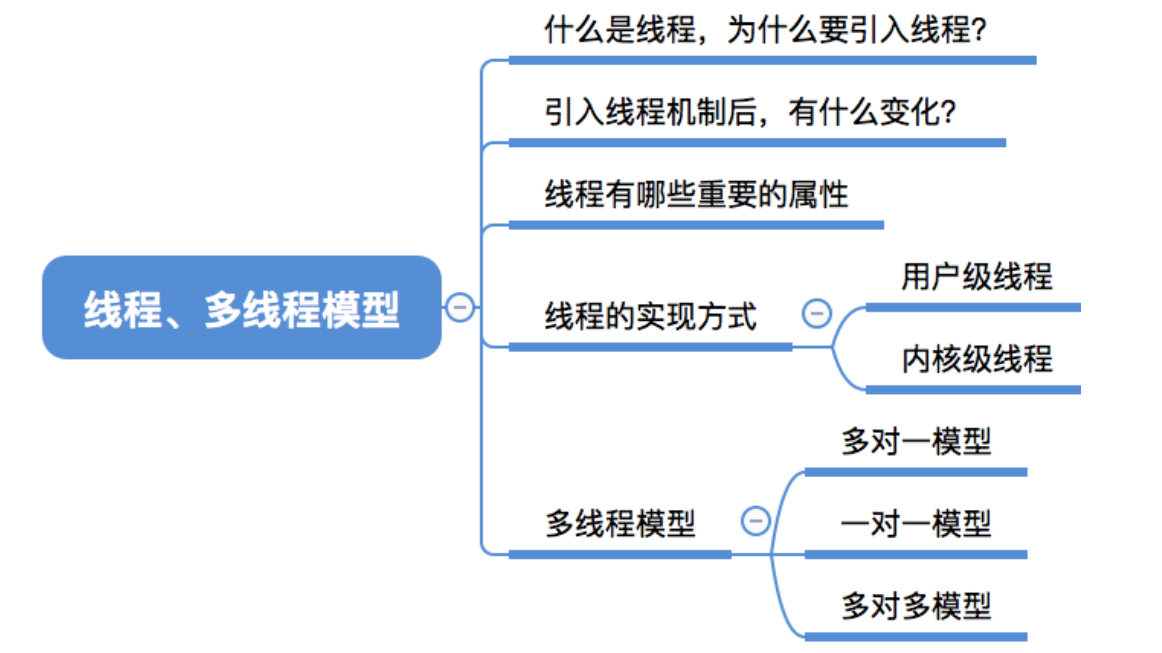 线程、多线程模型
什么是线程，为什么要引入线程？
引入线程机制后，有什么变化？
线程有哪些重要的属性
线程的实现方式
用户级线程
内核级线程
多线程模型
多对一模型
一对一模型
多对多模型